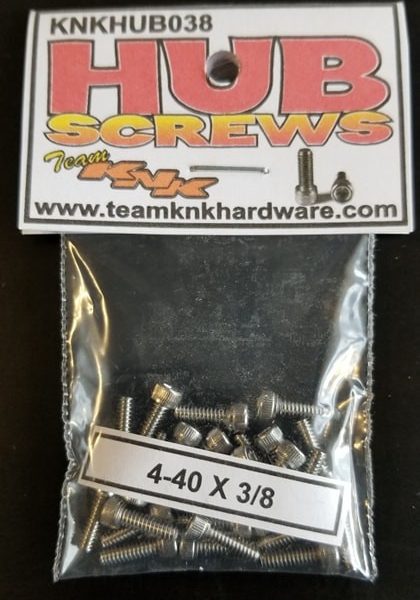 KNKHUB038
HUB
SCREWS
Team
KNK
www.teamknkhardware.com
4-40 X 3/8